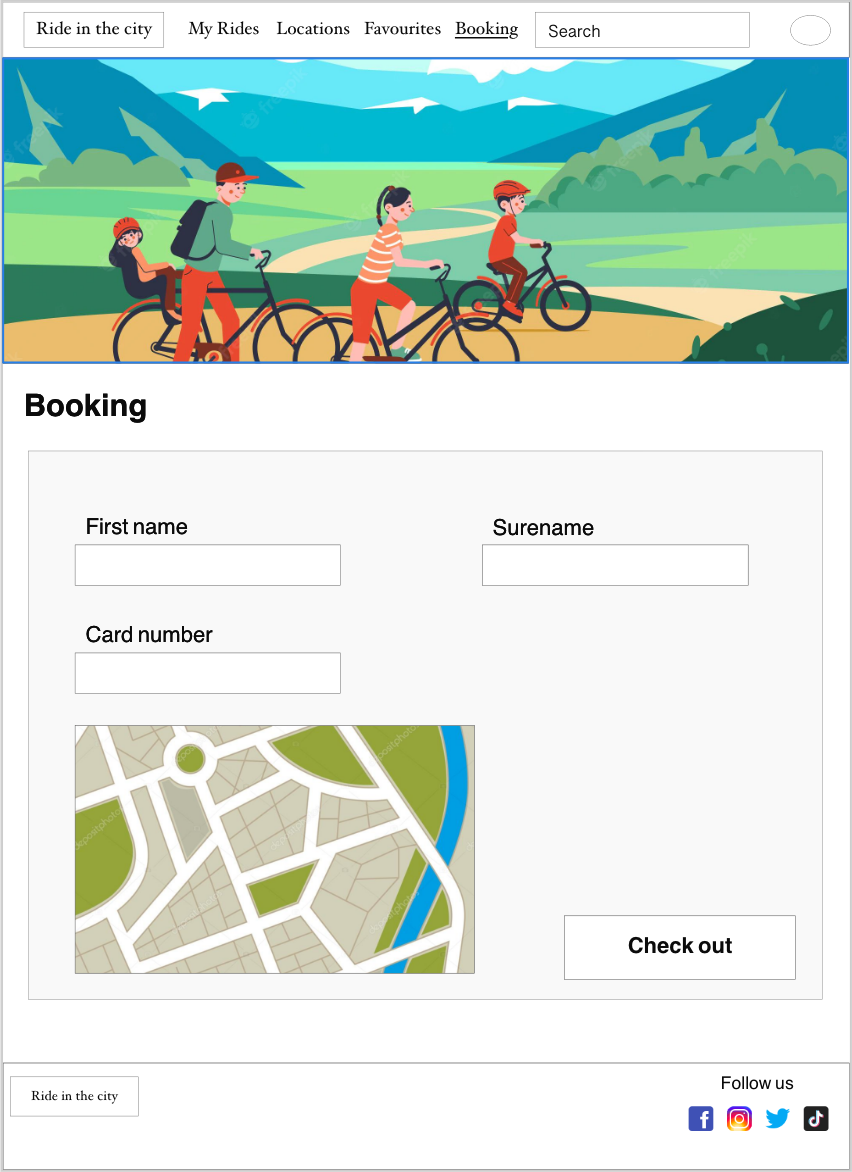 Ride in the city
My Rides Locations Favourites Booking
Search
Booking
First name
Surename
Card number
Check out
Ride in the city
Follow us